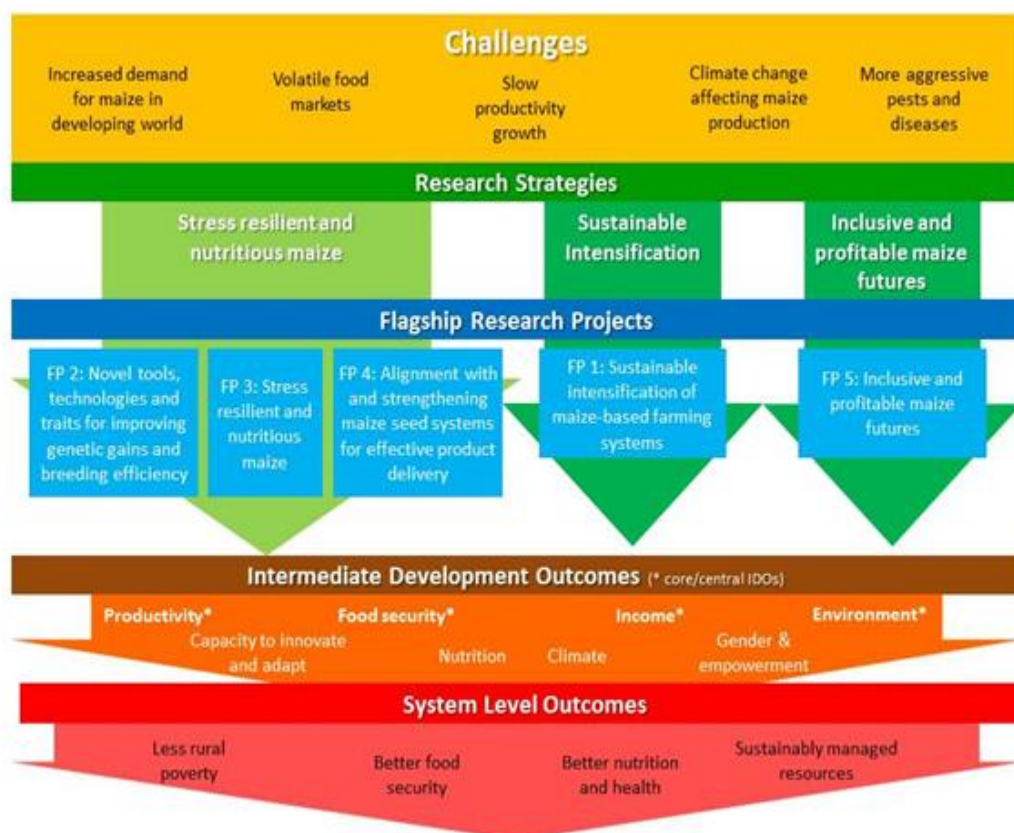 Challenges
Increased demand
for maize in
developing world
Volatile food
markets
Slow
productivity
growth
Climate change
affecting maize
production
More aggressive
pests and
diseases
Research Strategies
Stress resilient and
nutritious maize
Sustainable
Intensification
Inclusive and
profitable maize
futures
Flagship Research Projects
FP 2: Novel tools,
technologies and
traits for improving
genetic gains and
breeding efficiency
FP 3: Stress
resilient and
nutritious
maize
FP 4: Alignment with
and strengthening
maize seed systems
for effective product
delivery
FP 1: Sustainable
intensification of
maize-based farming
systems
FP 5: Inclusive and
profitable maize
futures
Intermediate Development Outcomes (* core/central IDOs)
Productivity*
Food security*
Income*
Environment*
Capacity to innovate
and adapt
Nutrition
Climate
Gender &
empowerment
System Level Outcomes
Less rural
poverty
Better food
security
Better nutrition
and health
Sustainably managed
resources